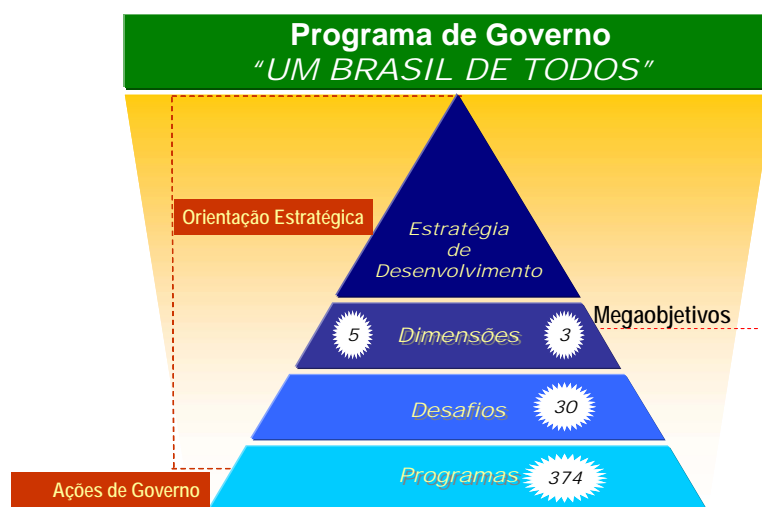 Programa de Governo
“UM BRASIL DE TODOS”
Orientação Estratégica
Estratégia
de
Desenvolvimento
Megaobjetivos
5 Dimensões 3
Desafios 30
Programas 374
Ações de Governo